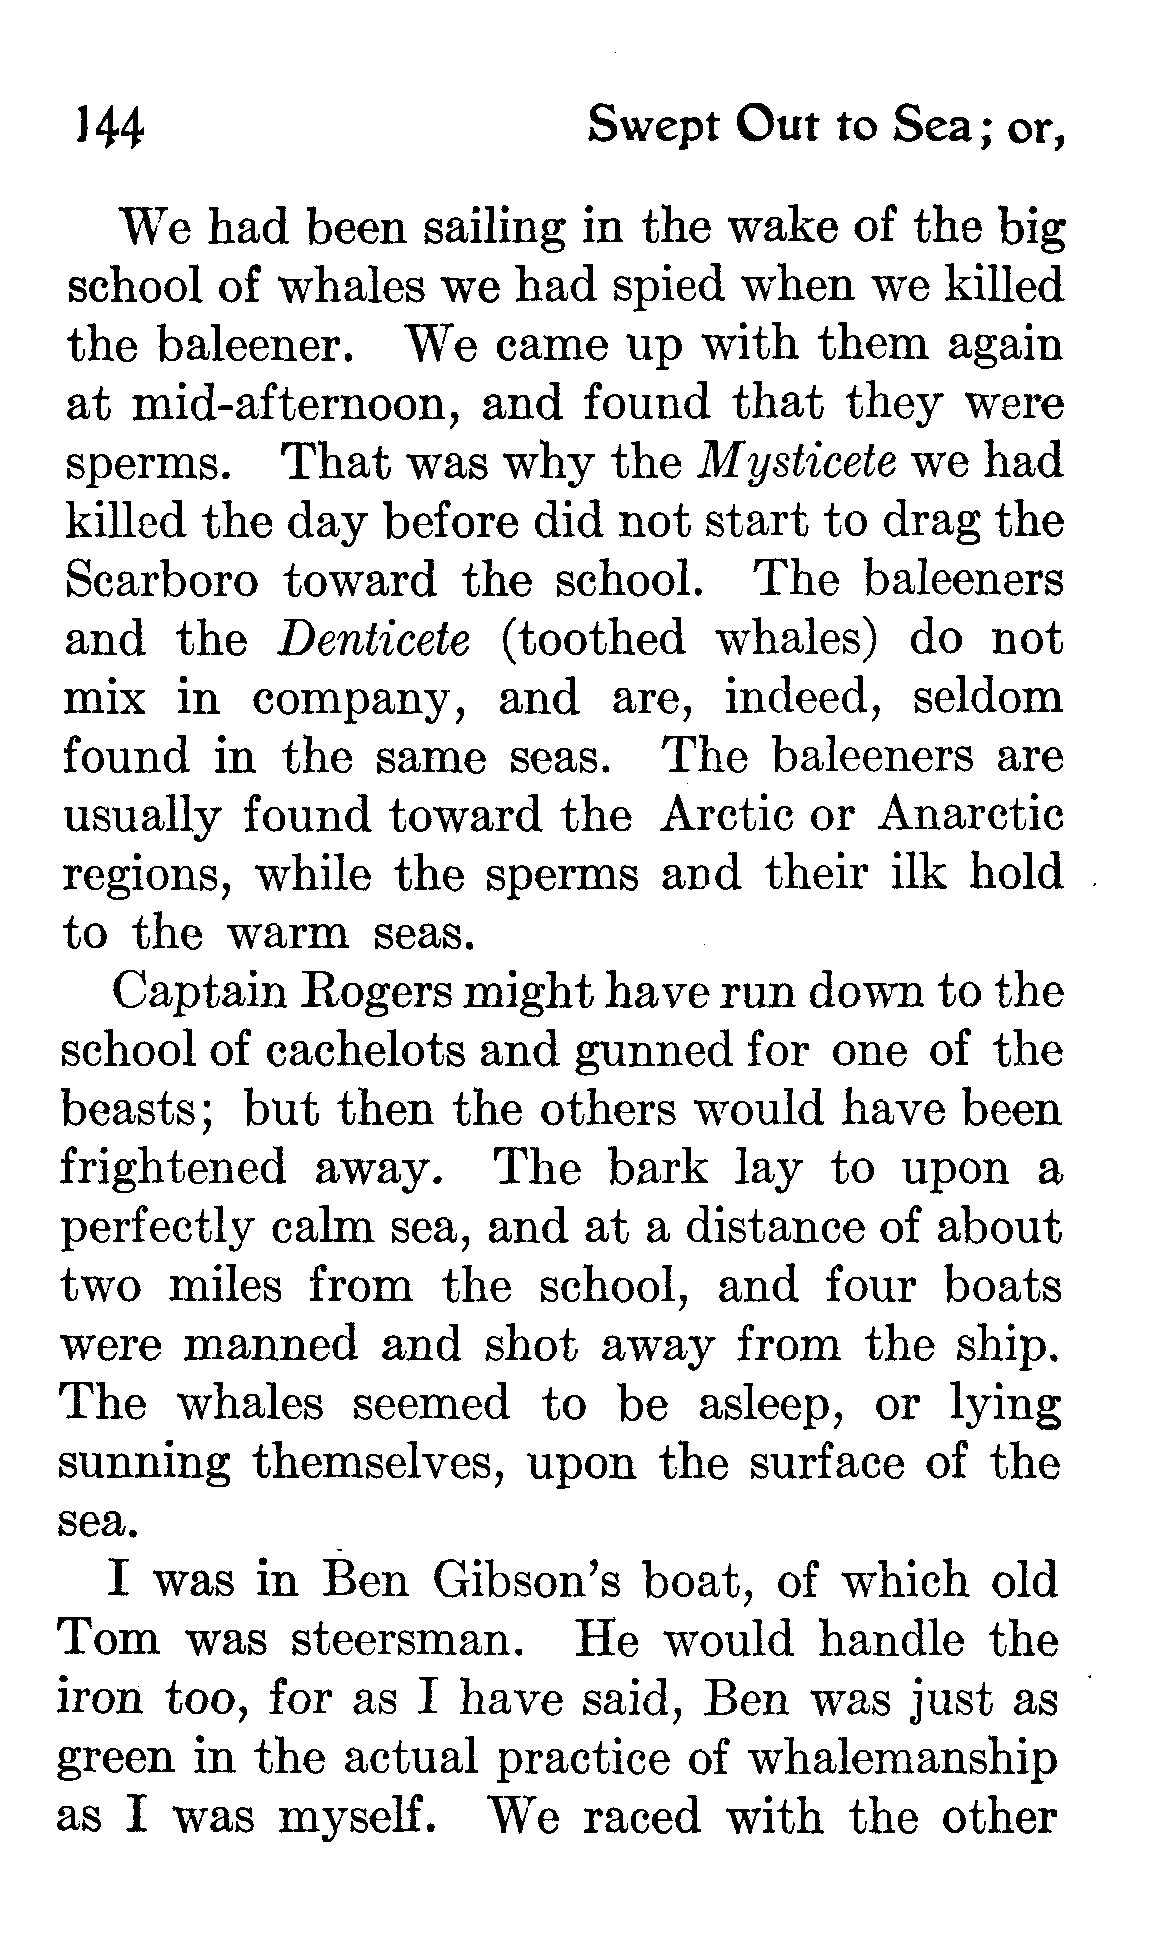 144 Swept Out to Sea; or,
We had been sailing in the wake of the big
school of whales we had spied when we killed
the baleener. We came up with them again
at mid-afternoon, and found that they were
sperms. That was why the Mysticete we had
killed the day before did not start to drag the
Scarboro toward the school. The baleeners
and the Denticete (toothed whales) do not
mix in company, and are, indeed, seldom
found in the same seas. The baleeners are
usually found toward the Arctic or Anarctic
regions, while the sperms and their ilk hold
to the warm seas.
Captain Rogers might have run down to the
school of cachelots and gunned for one of the
beasts; but then the others would have been
frightened away. The bark lay to upon a
perfectly calm sea, and at a distance of about
two miles from the school, and four boats
were manned and shot away from the ship.
The whales seemed to be asleep, or lying
sunning themselves, upon the surface of the
sea.
I was in Ben Gibson's boat, of which old
Tom was steersman. He would handle the
iron too, for as I have said, Ben was just as
green in the actual practice of whalemanship
as I was myself. We raced with the other